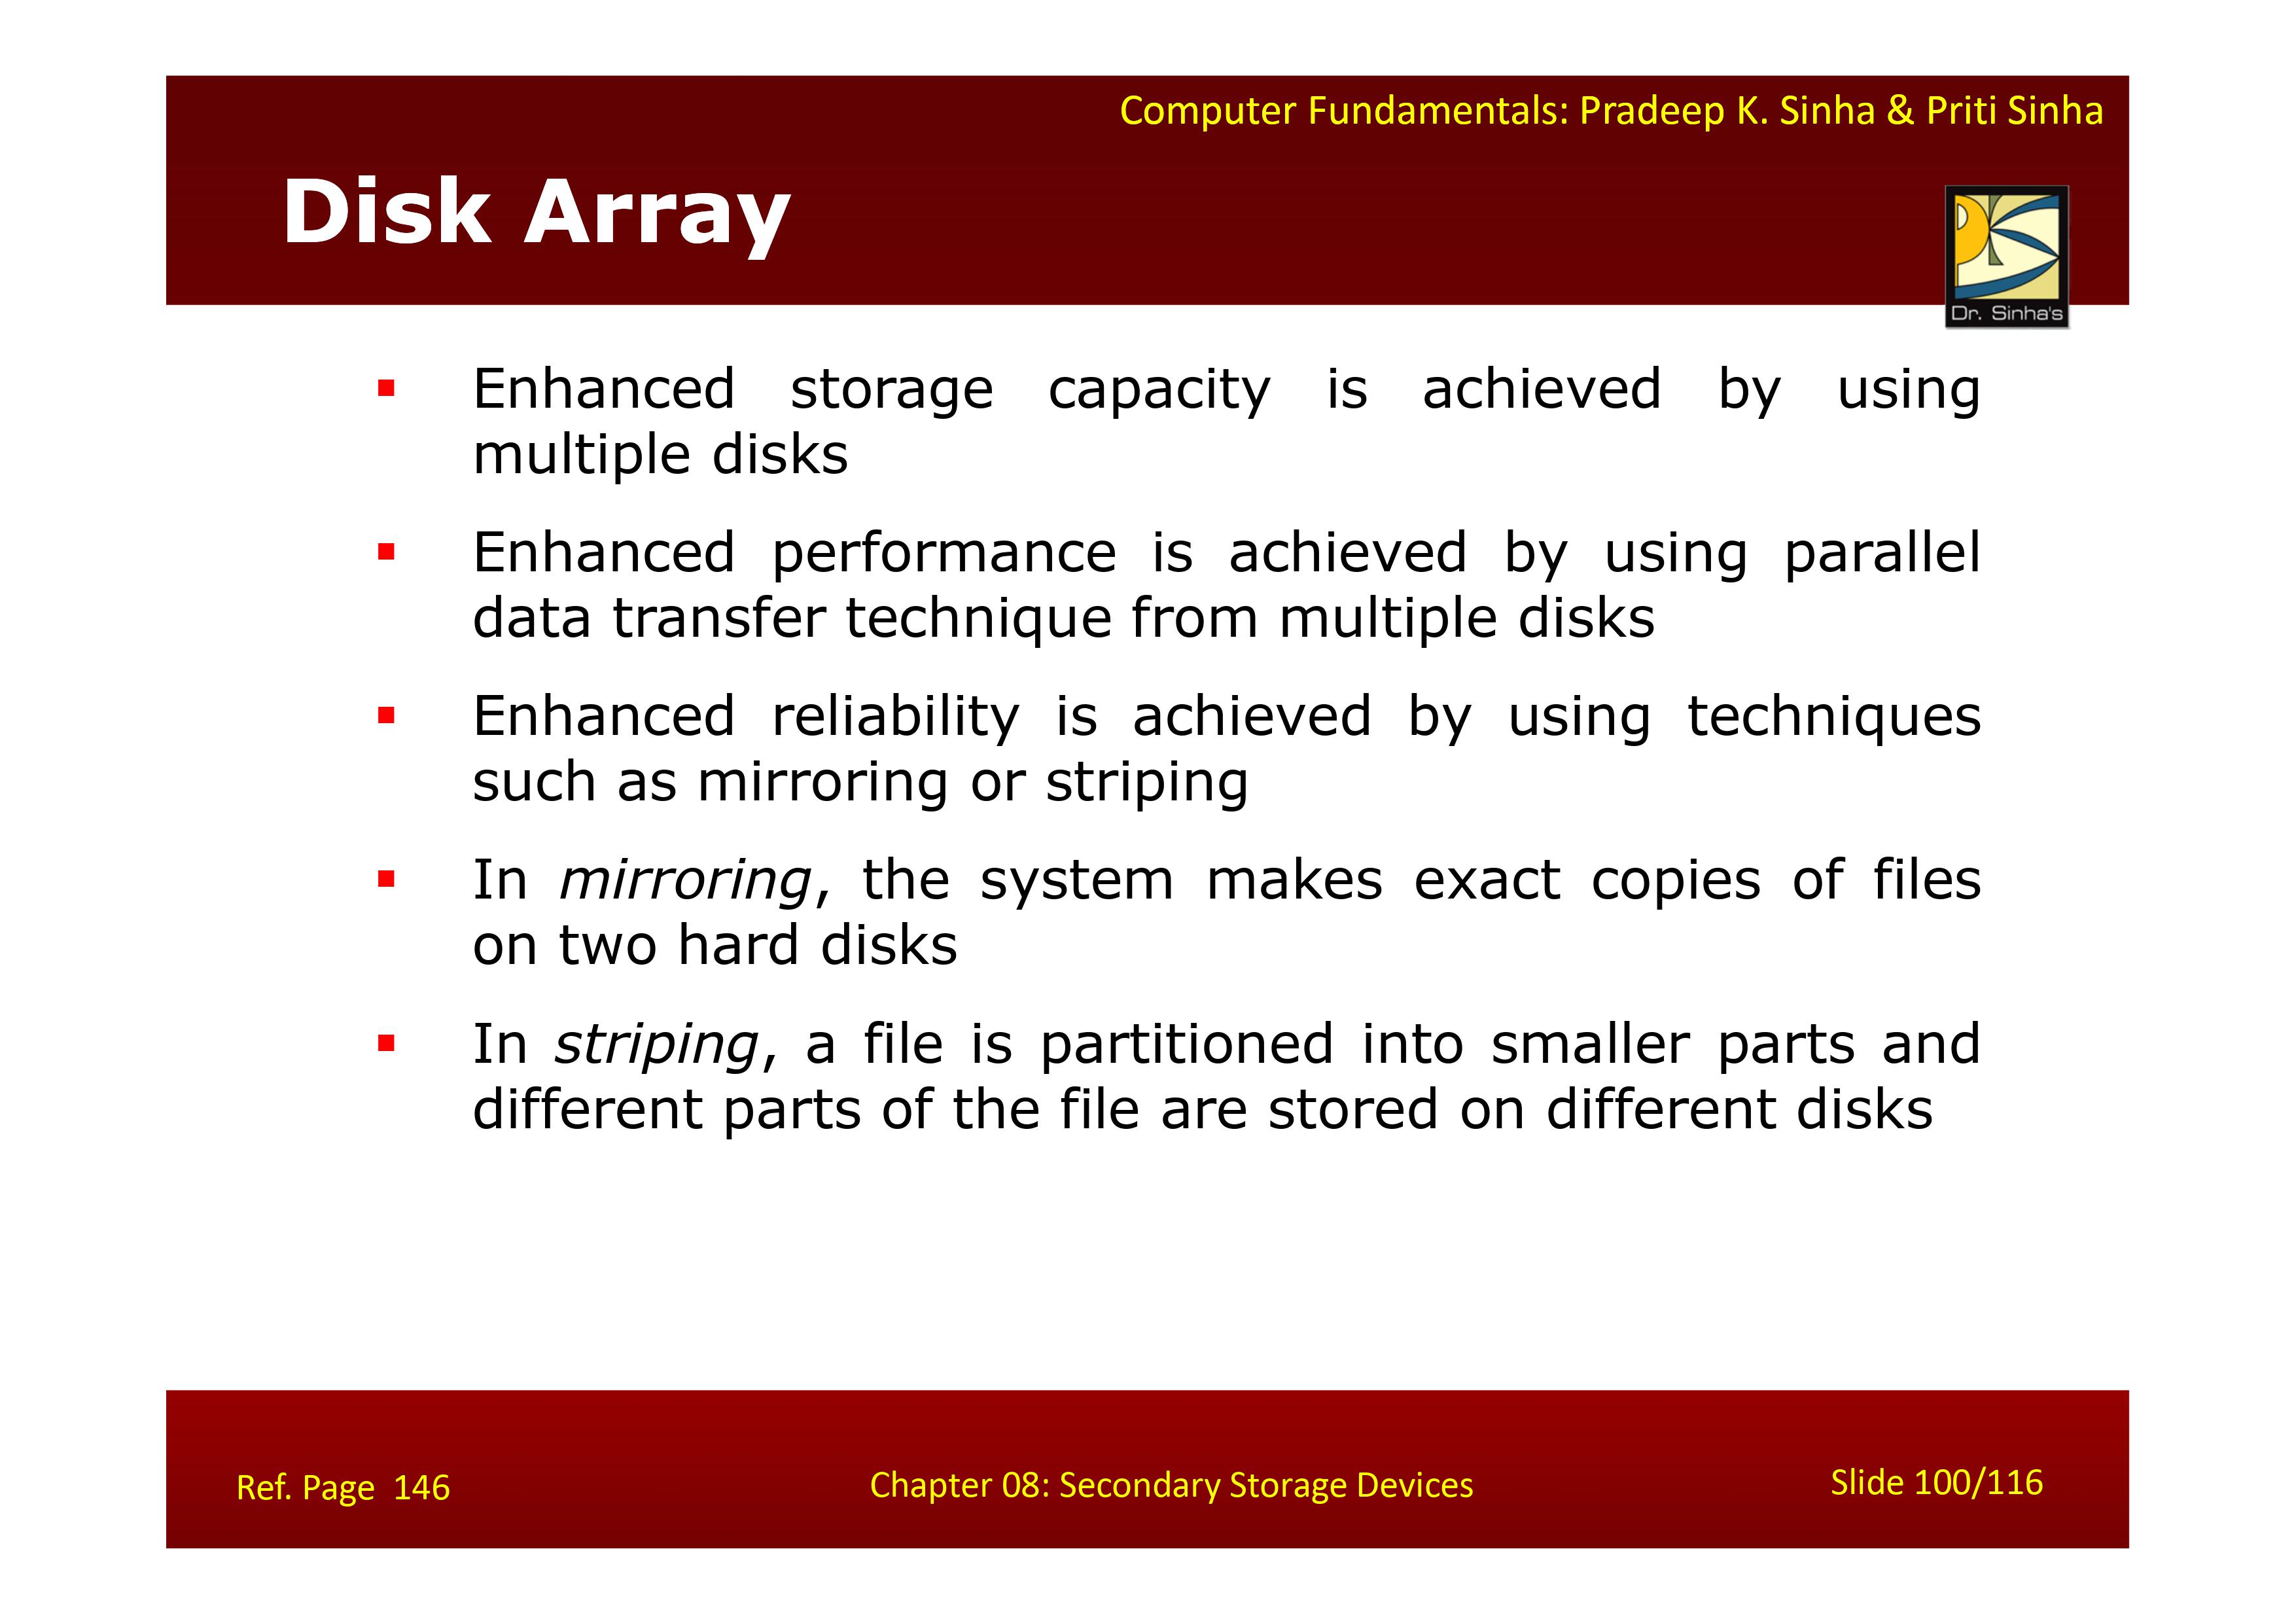 Computer Fundamentals: Pradeep K. Sinha & Priti Sinha
Disk Array
Dr. Sinha's
▪ Enhanced storage capacity is achieved by using
multiple disks
▪ Enhanced performance is achieved by using parallel
data transfer technique from multiple disks
▪ Enhanced reliability is achieved by using techniques
such as mirroring or striping
▪ In mirroring, the system makes exact copies of files
on two hard disks
▪ In striping, a file is partitioned into smaller parts and
different parts of the file are stored on different disks
Ref. Page 146
Chapter 08: Secondary Storage Devices
Slide 100/116